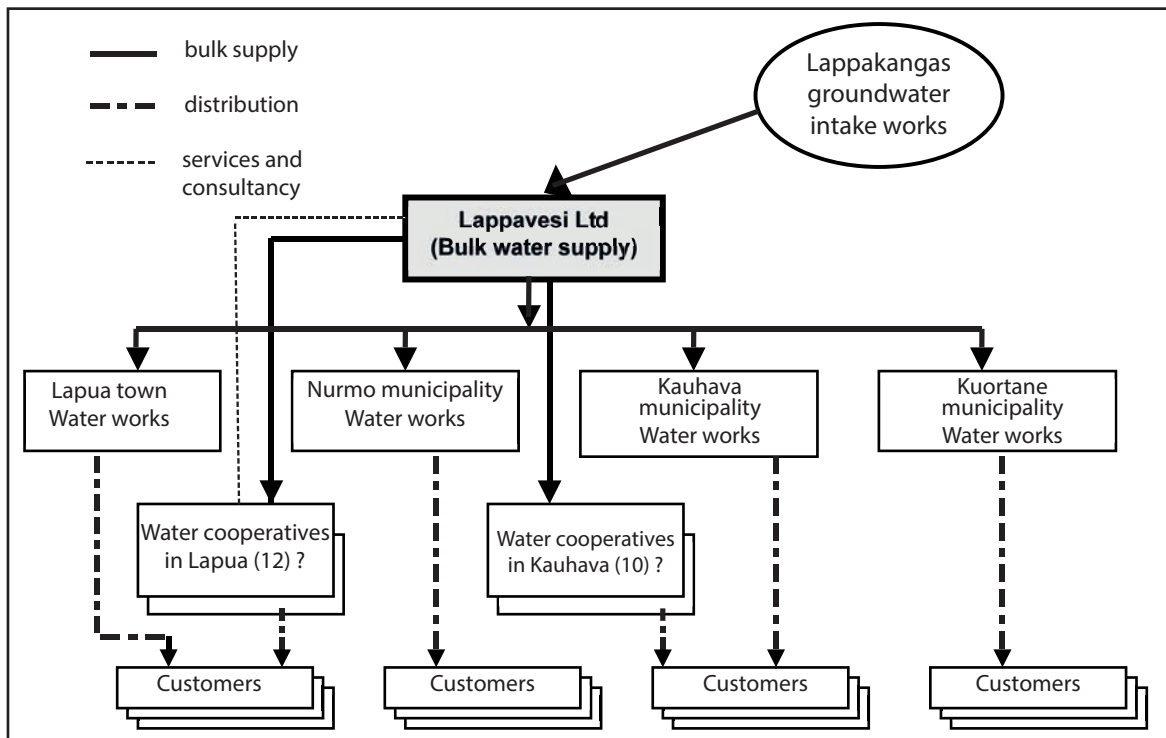 bulk supply
distribution
services and
consultancy
Lappakangas
groundwater
intake works
Lappavesi Ltd
(Bulk water supply)
Lapua town
Water works
Nurmo municipality
Water works
Kauhava
municipality
Water works
Kuortane
municipality
Water works
Water cooperatives
in Lapua (12) ?
Water cooperatives
in Kauhava (10) ?
Customers
Customers
Customers
Customers